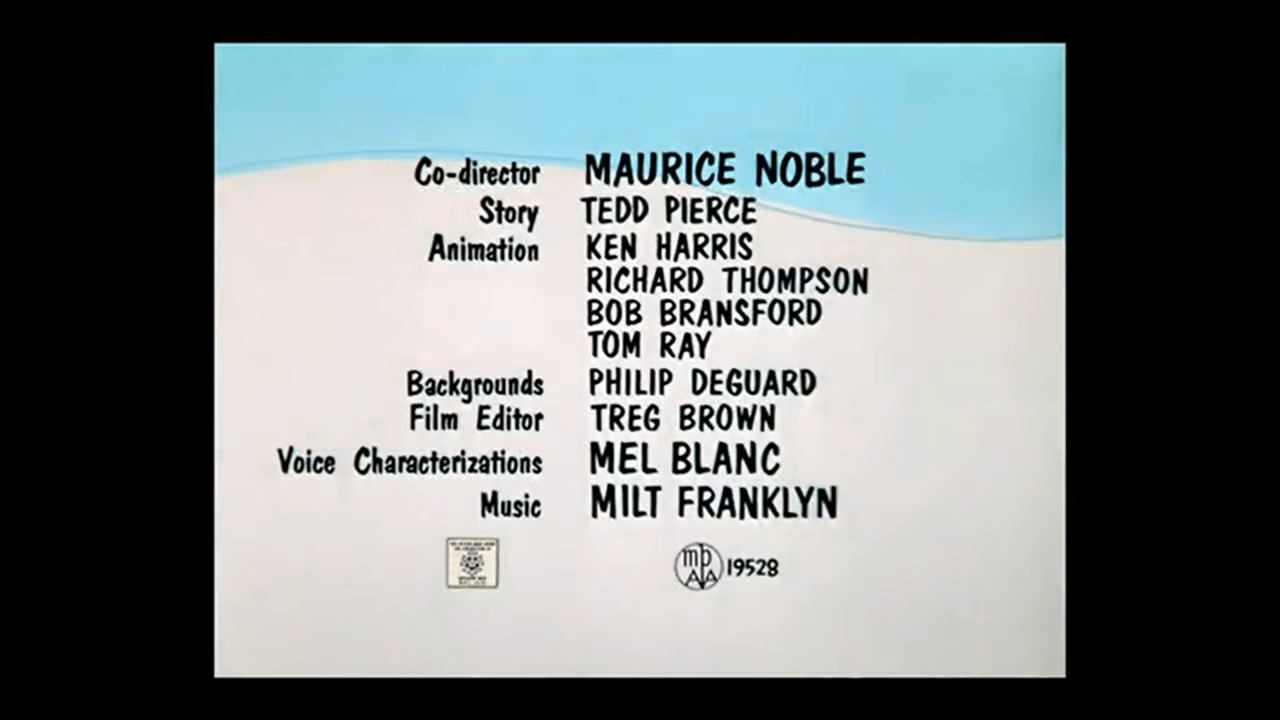 Co-director MAURICE NOBLE
Story TEDD PIERCE
Animation KEN HARRIS
RICHARD THOMPSON
BOB BRANSFORD
TOM RAY
Backgrounds PHILIP DEGUARD
Film Editor TREG BROWN
Voice Characterizations MEL BLANC
Music MILT FRANKLYN
mpAA 19528